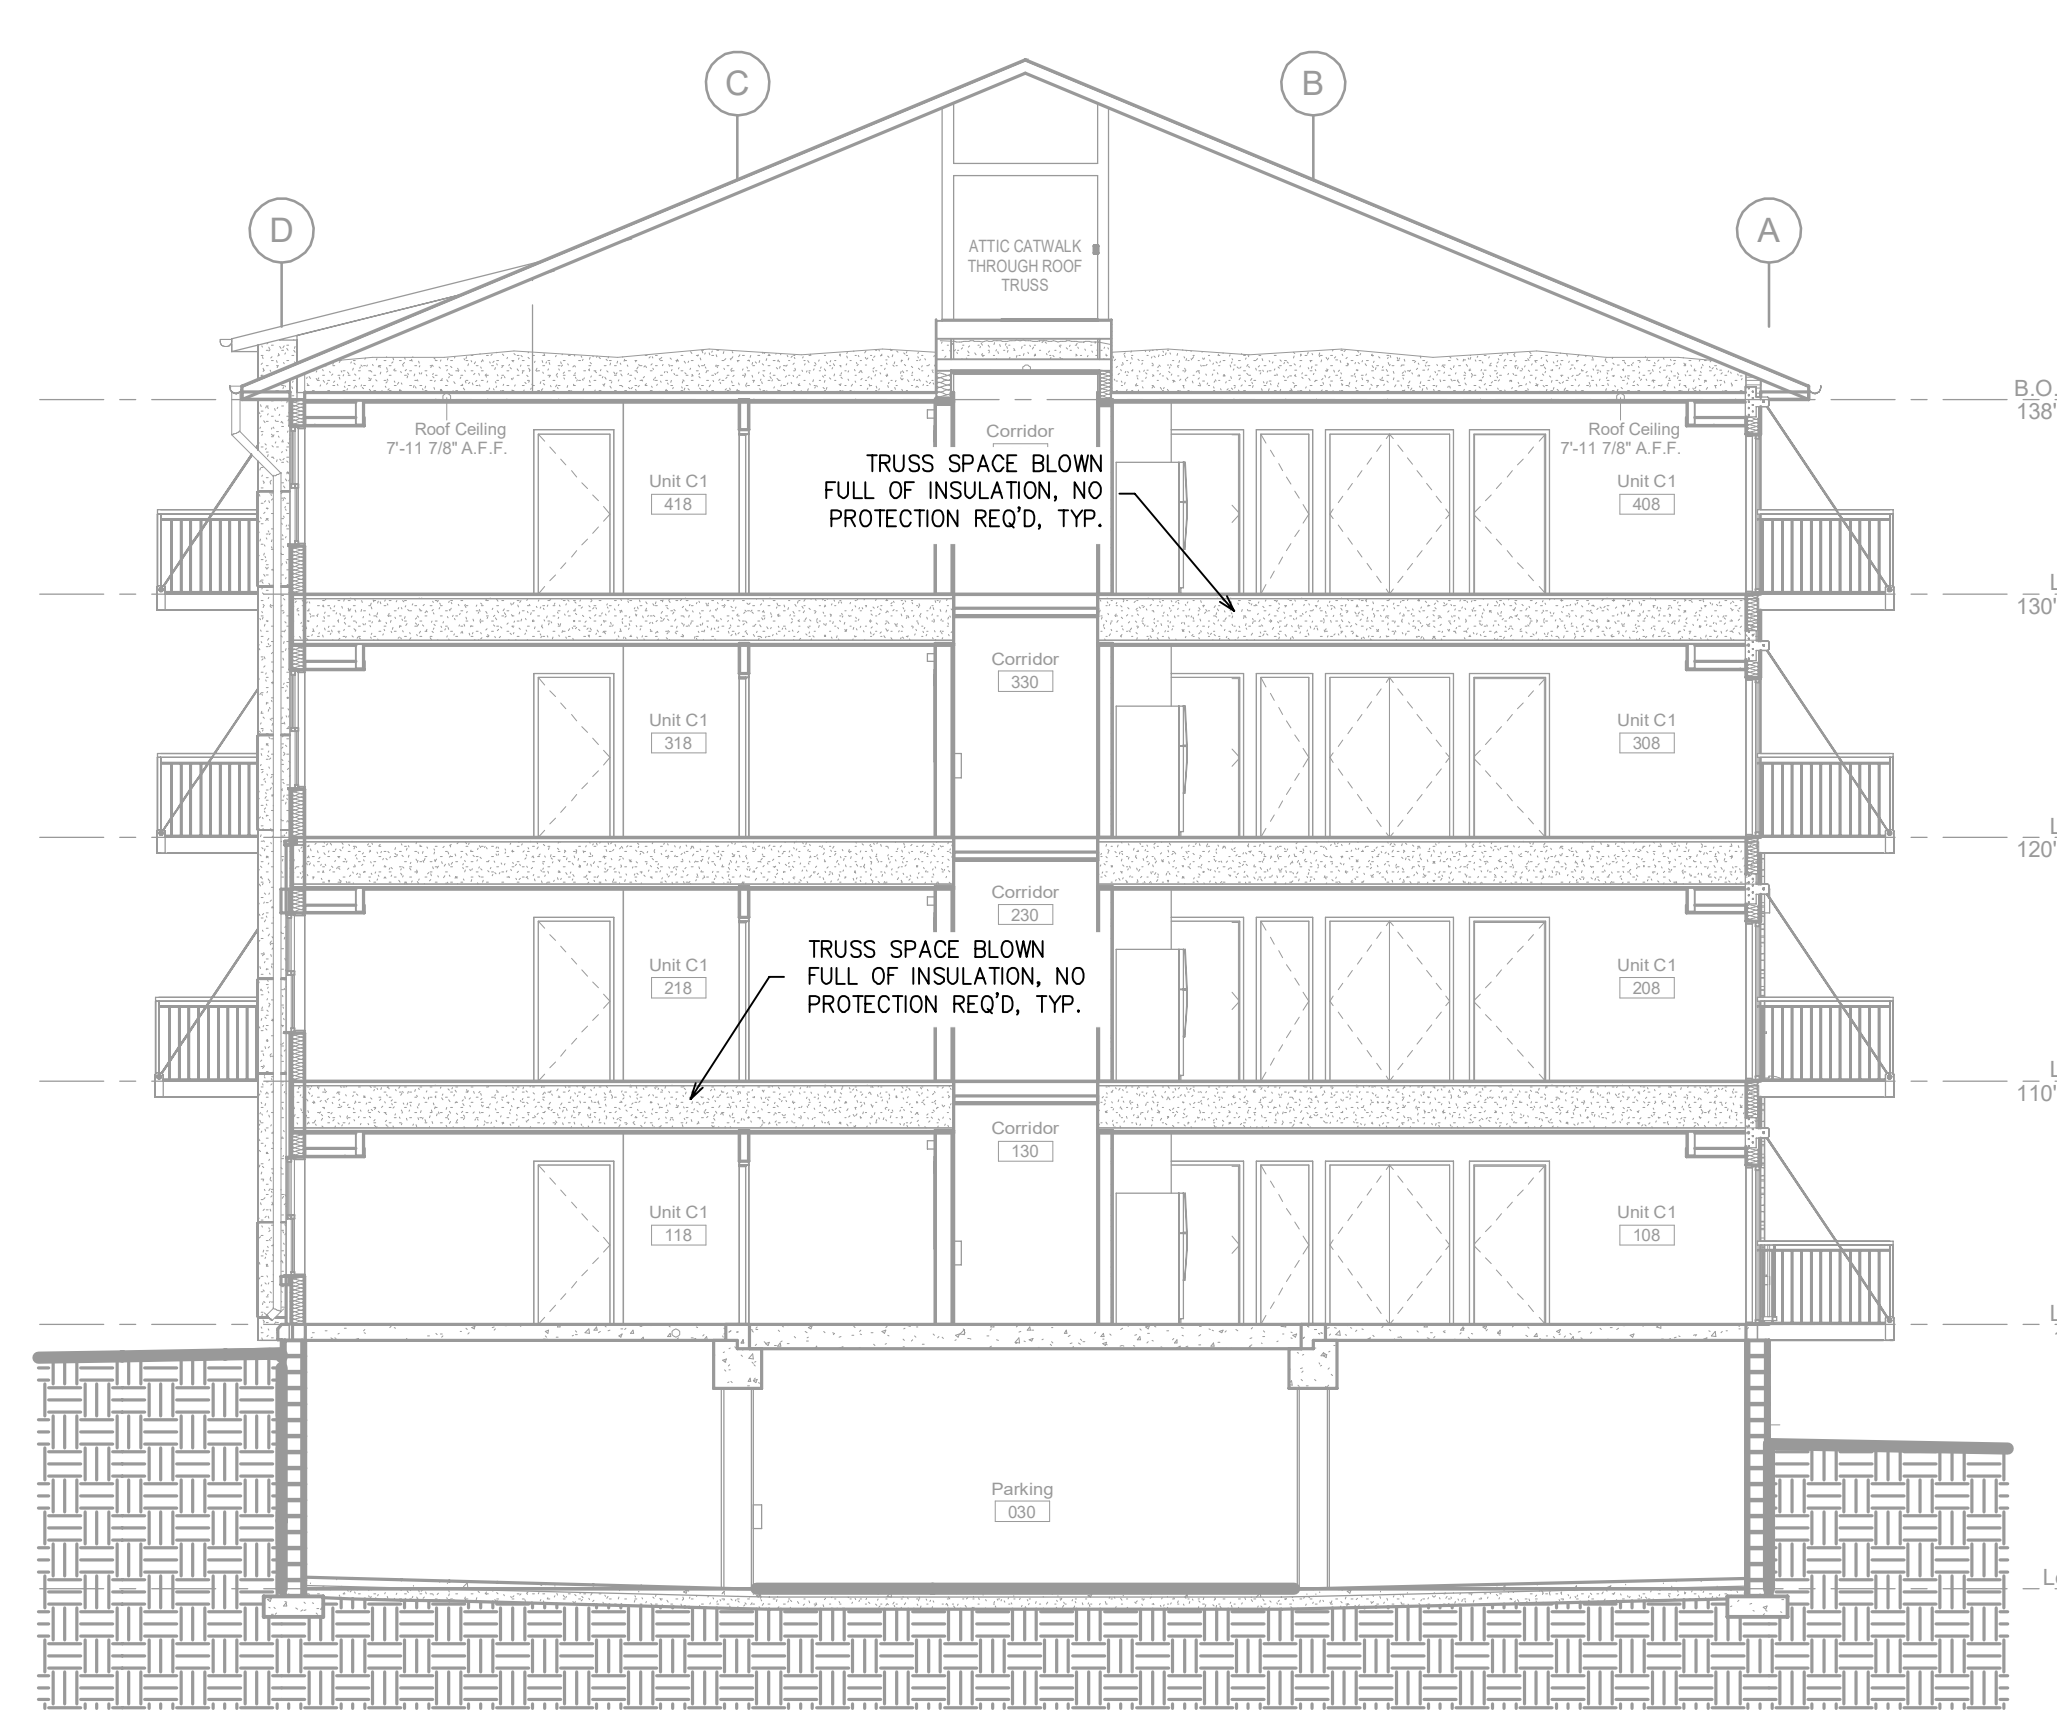 C
B
D
A
ATTIC CATWALK
THROUGH ROOF
TRUSS
B.O.
138'
Roof Ceiling
7'-11 7/8" A.F.F.
Corridor
Roof Ceiling
7'-11 7/8" A.F.F.
TRUSS SPACE BLOWN
FULL OF INSULATION, NO
PROTECTION REQ'D, TYP.
Unit C1
418
Unit C1
408
130'
Corridor
330
Unit C1
318
Unit C1
308
120'
Corridor
230
TRUSS SPACE BLOWN
FULL OF INSULATION, NO
PROTECTION REQ'D, TYP.
Unit C1
218
Unit C1
208
110'
Corridor
130
Unit C1
118
Unit C1
108
Parking
030